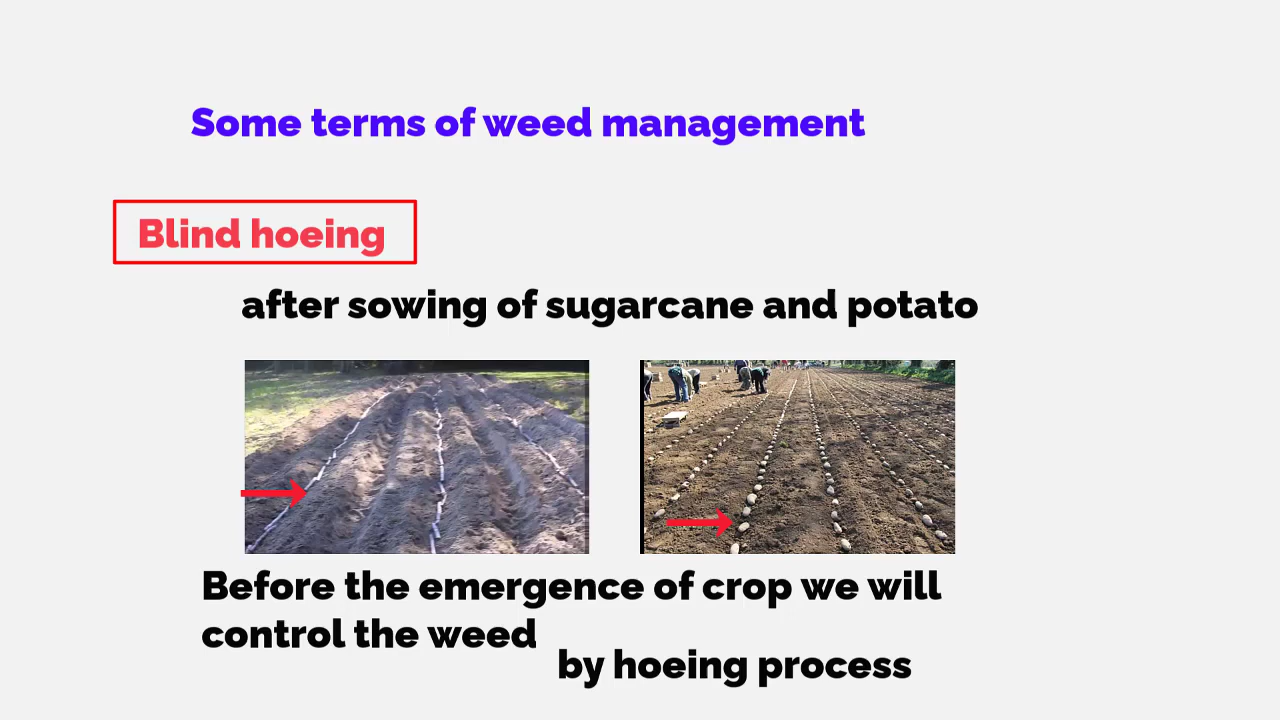 Some terms of weed management
Blind hoeing
after sowing of sugarcane and potato
Before the emergence of crop we will
control the weed
by hoeing process